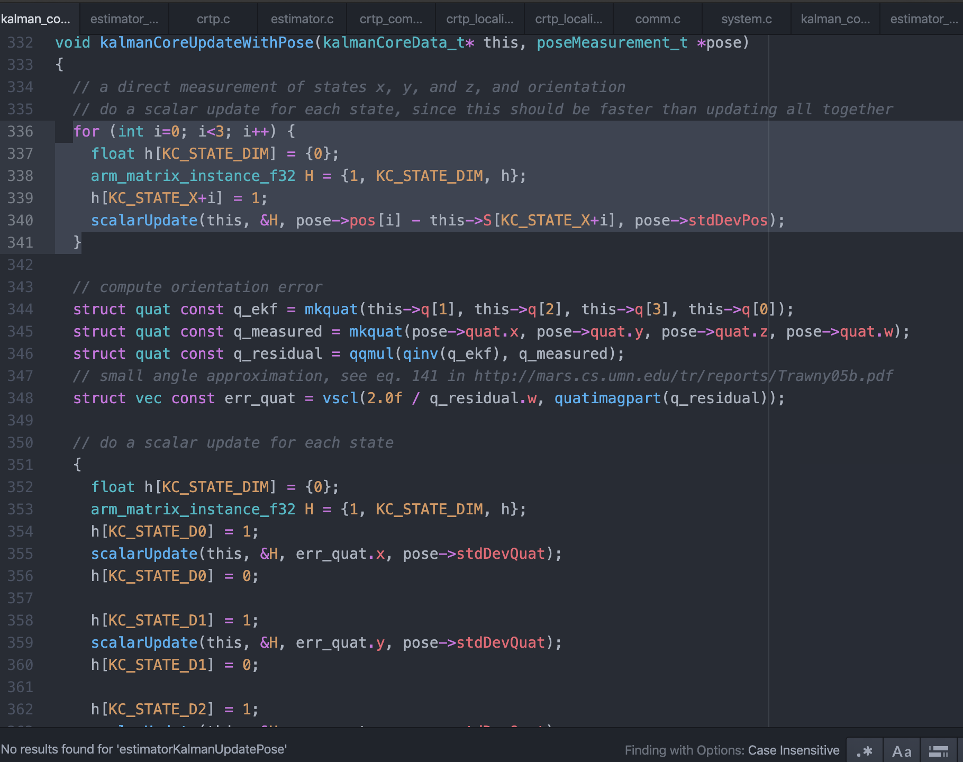 kalman_co... estimator_... crtp.c estimator.c crtp_com... crtp_locali... crtp_locali... comm.c system.c kalman_co... estimator_...
332 void kalmanCoreUpdateWithPose(kalmanCoreData_t* this, poseMeasurement_t *pose)
333 {
334 // a direct measurement of states x, y, and z, and orientation
335 // do a scalar update for each state, since this should be faster than updating all together
336 for (int i=0; i<3; i++) {
337 float h[KC_STATE_DIM] = {0};
338 arm_matrix_instance_f32 H = {1, KC_STATE_DIM, h};
339 h[KC_STATE_X+i] = 1;
340 scalarUpdate(this, &H, pose->pos[i] - this->S[KC_STATE_X+i], pose->stdDevPos);
341 }
342
343 // compute orientation error
344 struct quat const q_ekf = mkquat(this->q[1], this->q[2], this->q[3], this->q[0]);
345 struct quat const q_measured = mkquat(pose->quat.x, pose->quat.y, pose->quat.z, pose->quat.w);
346 struct quat const q_residual = qqmul(qinv(q_ekf), q_measured);
347 // small angle approximation, see eq. 141 in http://mars.cs.umn.edu/tr/reports/Trawny05b.pdf
348 struct vec const err_quat = vscl(2.0f / q_residual.w, quatimagpart(q_residual));
349
350 // do a scalar update for each state
351 {
352 float h[KC_STATE_DIM] = {0};
353 arm_matrix_instance_f32 H = {1, KC_STATE_DIM, h};
354 h[KC_STATE_D0] = 1;
355 scalarUpdate(this, &H, err_quat.x, pose->stdDevQuat);
356 h[KC_STATE_D0] = 0;
357
358 h[KC_STATE_D1] = 1;
359 scalarUpdate(this, &H, err_quat.y, pose->stdDevQuat);
360 h[KC_STATE_D1] = 0;
361
362 h[KC_STATE_D2] = 1;
No results found for 'estimatorKalmanUpdatePose' Finding with Options: Case Insensitive .* Aa